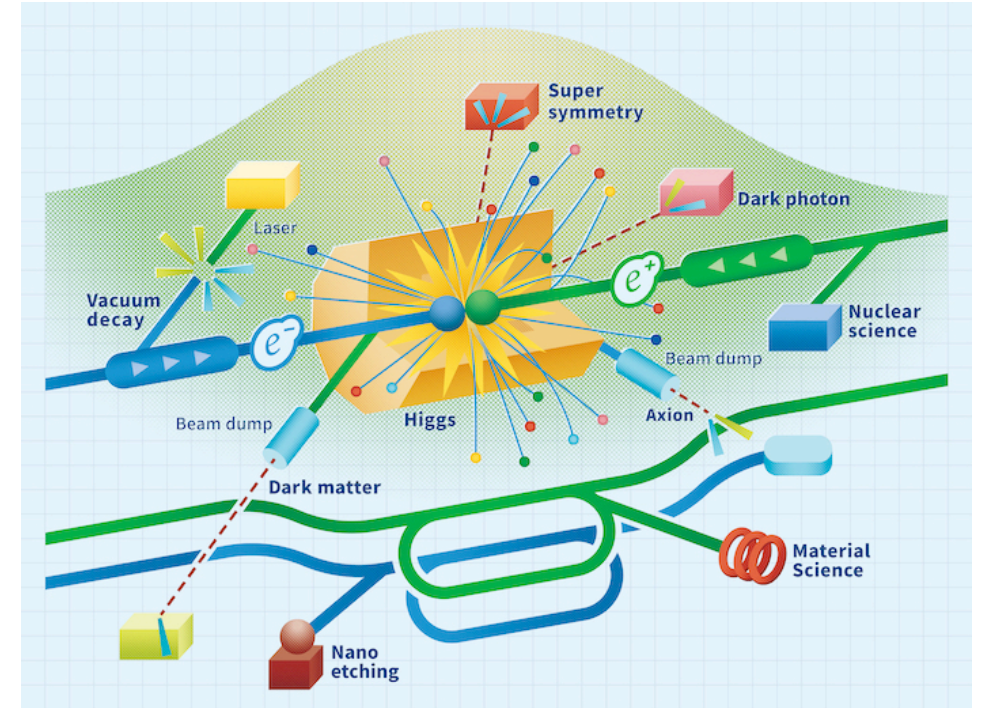 Super
symmetry
Dark photon
Laser
e+
Vacuum
decay
Nuclear
science
e-
Beam dump
Axion
Higgs
Beam dump
Dark matter
Material
Science
Nano
etching